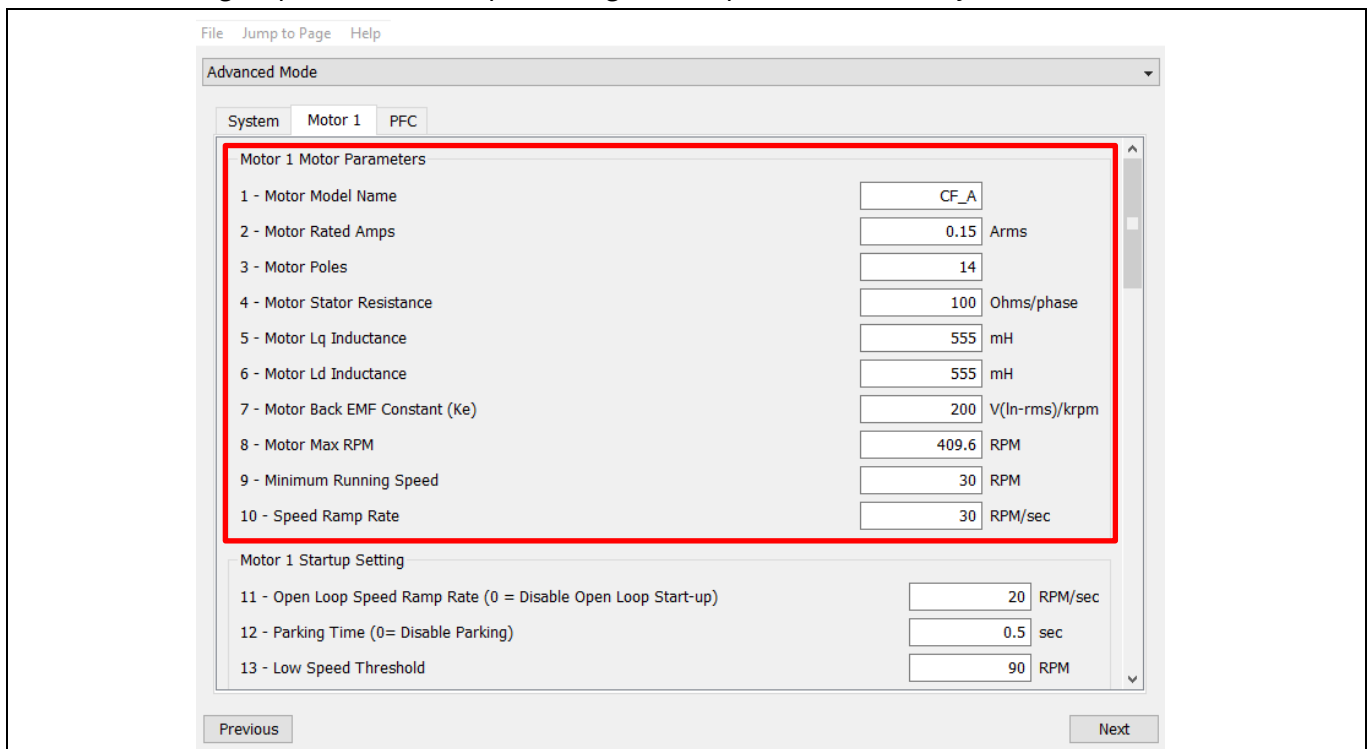 File Jump to Page Help
Advanced Mode
System Motor 1 PFC
Motor 1 Motor Parameters
1 - Motor Model Name CF_A
2 - Motor Rated Amps 0.15 Arms
3 - Motor Poles 14
4 - Motor Stator Resistance 100 Ohms/phase
5 - Motor Lq Inductance 555 mH
6 - Motor Ld Inductance 555 mH
7 - Motor Back EMF Constant (Ke) 200 V(ln-rms)/krpm
8 - Motor Max RPM 409.6 RPM
9 - Minimum Running Speed 30 RPM
10 - Speed Ramp Rate 30 RPM/sec
Motor 1 Startup Setting
11 - Open Loop Speed Ramp Rate (0 = Disable Open Loop Start-up) 20 RPM/sec
12 - Parking Time (0= Disable Parking) 0.5 sec
13 - Low Speed Threshold 90 RPM
Previous Next